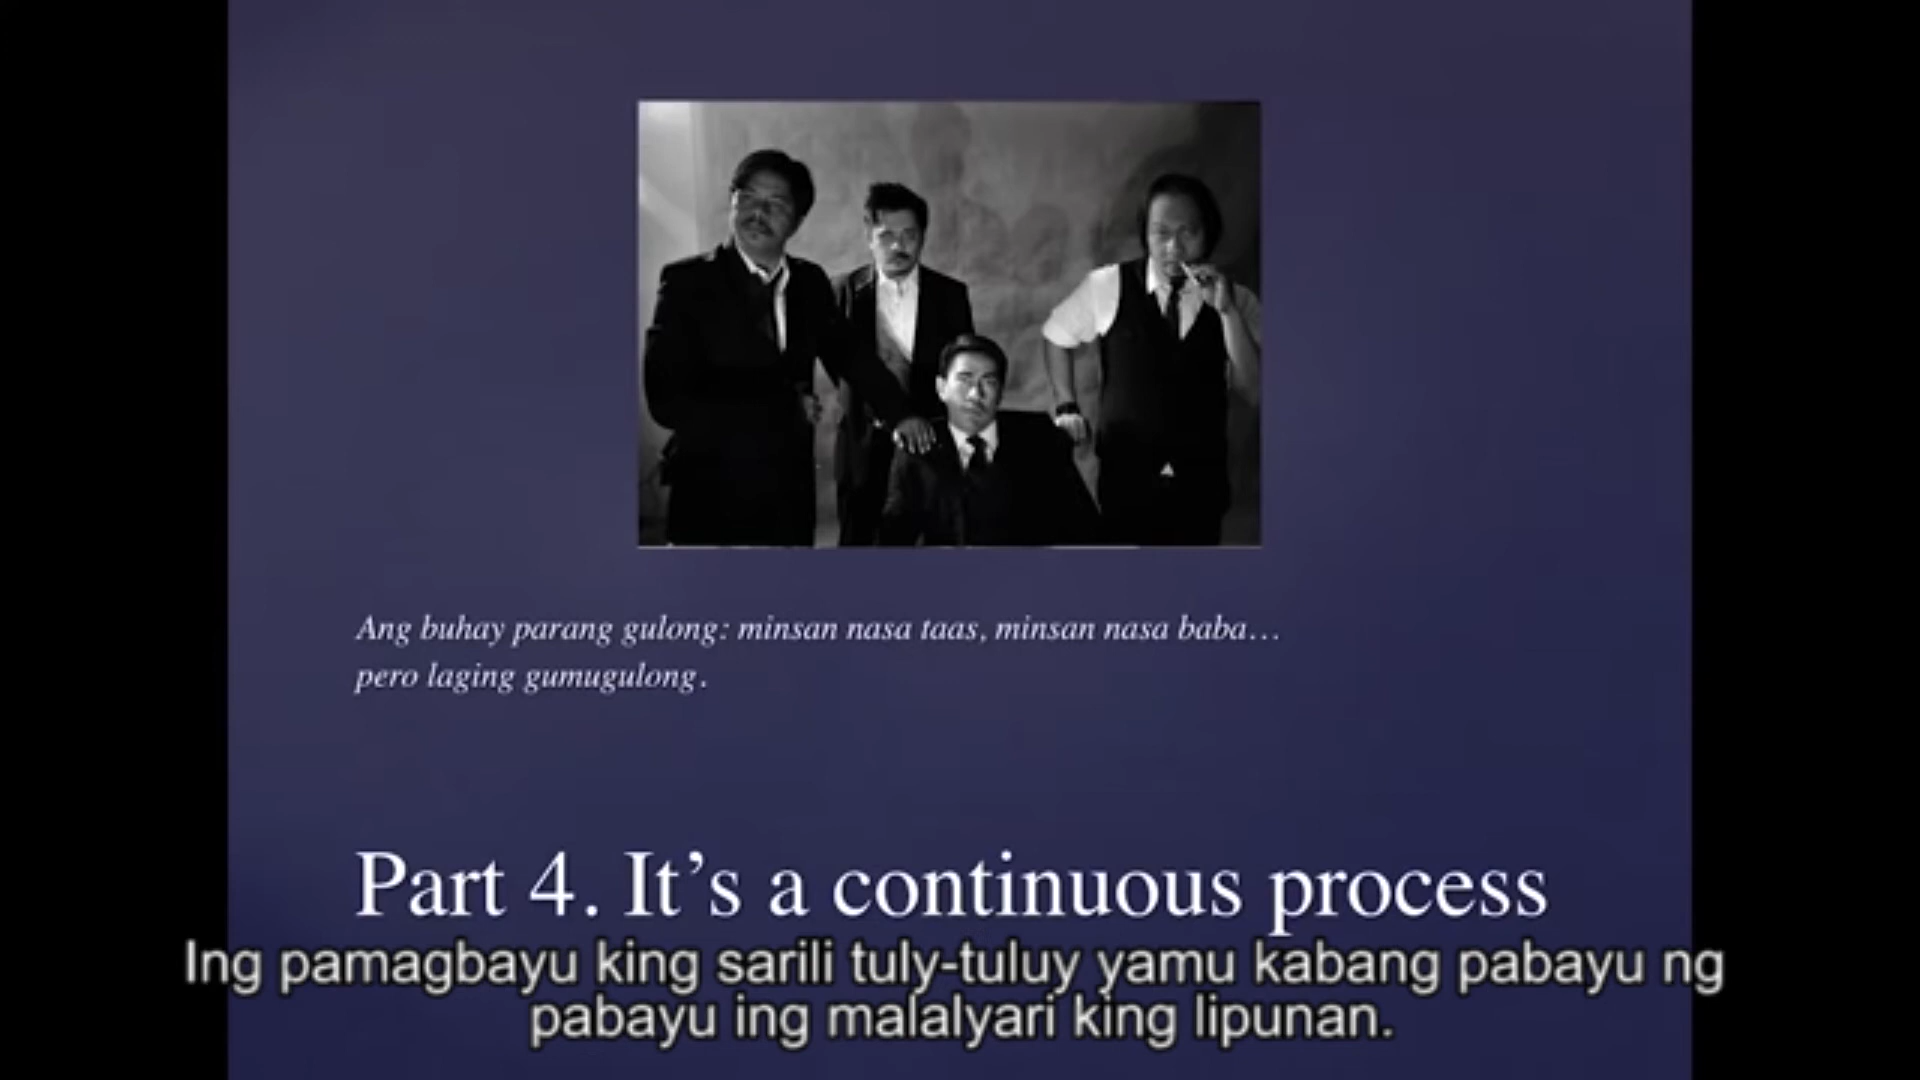 Ang buhay parang gulong: minsan nasa taas, minsan nasa baba…
pero laging gumugulong.
Part 4. It’s a continuous process
Ing pamagbayu king sarili tuly-tuluy yamu kabang pabayu ng
pabayu ing malalyari king lipunan.